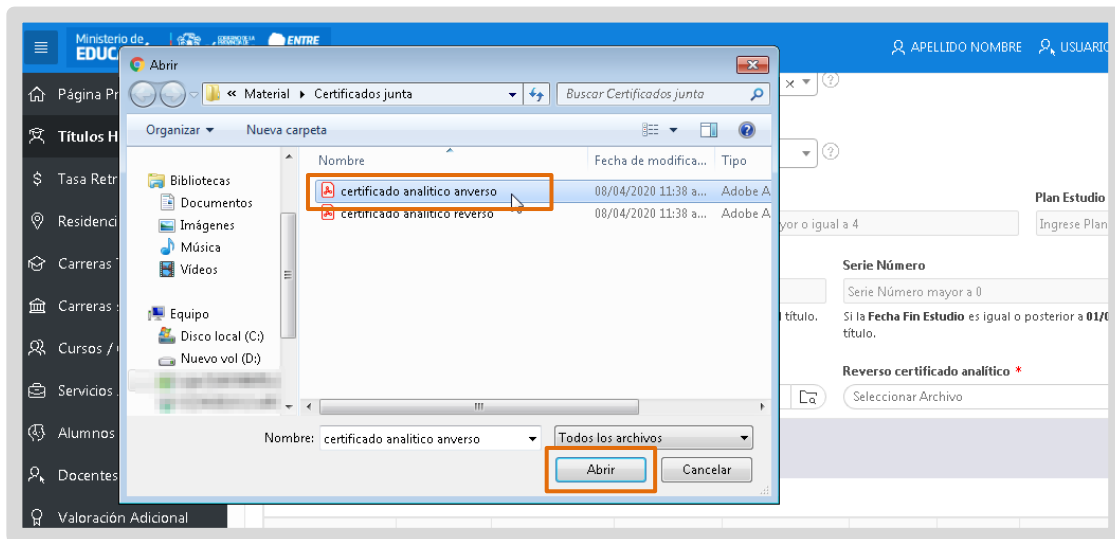 Ministerio de
EDUC
ENTRE
APELLIDO NOMBRE
USUARIO
Página Pr
Títulos H
Tasa Retr
Residenci
Carreras
Carreras
Cursos /
Servicios
Alumnos
Docentes
Valoración Adicional
Abrir
« Material ▸ Certificados junta
Buscar Certificados junta
Organizar
Nueva carpeta
Nombre
Fecha de modifica...
Tipo
Bibliotecas
Documentos
Imágenes
Música
Vídeos
Equipo
Disco local (C:)
Nuevo vol (D:)
certificado analitico anverso
08/04/2020 11:38 a...
Adobe A
certificado analitico reverso
08/04/2020 11:38 a...
Adobe A
Nombre:
certificado analitico anverso
Todos los archivos
Abrir
Cancelar
Plan Estudio
yor o igual a 4
Ingrese Plan
Serie Número
Serie Número mayor a 0
título.
Si la Fecha Fin Estudio es igual o posterior a 01/0
título.
Reverso certificado analítico *
Seleccionar Archivo